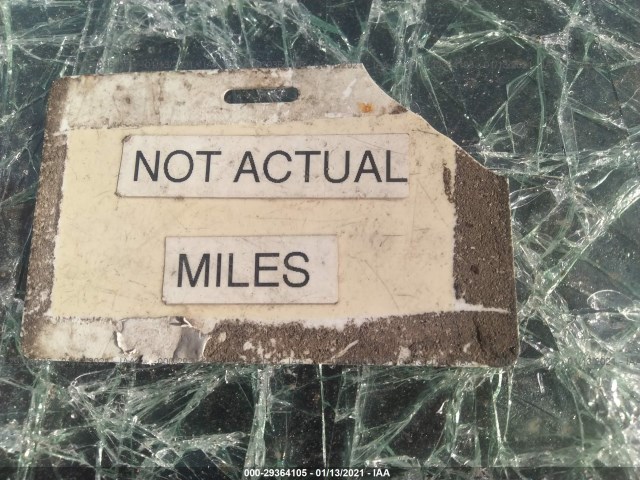 NOT ACTUAL
MILES
000-29364105 - 01/13/2021 - IAA